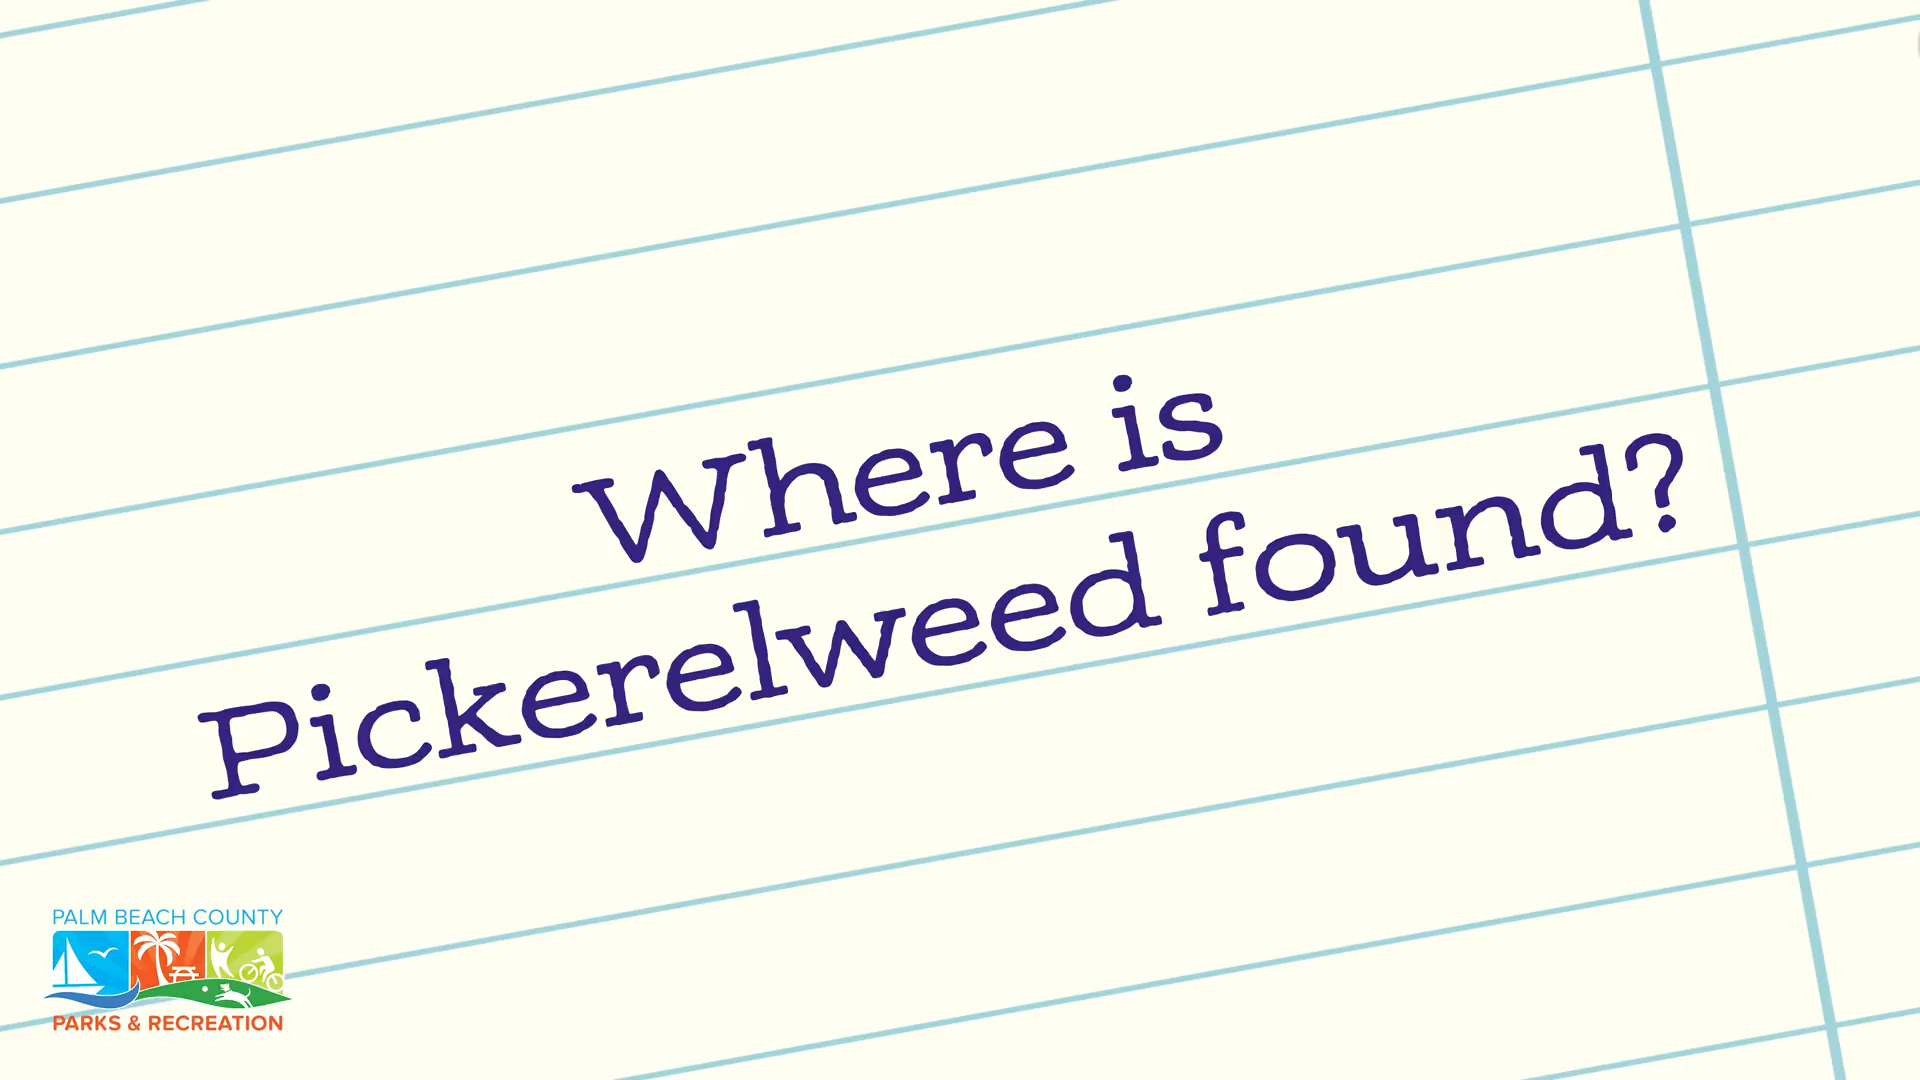 Where is
Pickerelweed found?
PALM BEACH COUNTY
PARKS & RECREATION